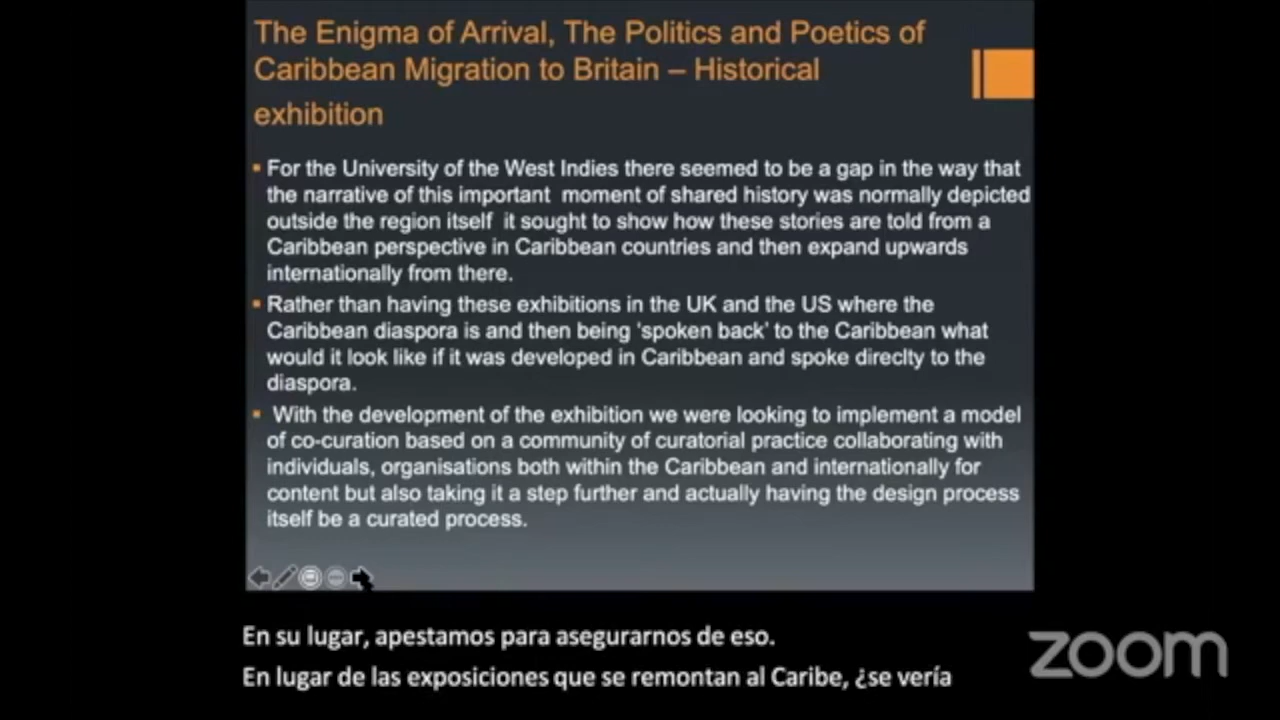 The Enigma of Arrival, The Politics and Poetics of
Caribbean Migration to Britain – Historical
exhibition
For the University of the West Indies there seemed to be a gap in the way that
the narrative of this important moment of shared history was normally depicted
outside the region itself it sought to show how these stories are told from a
Caribbean perspective in Caribbean countries and then expand upwards
internationally from there.
Rather than having these exhibitions in the UK and the US where the
Caribbean diaspora is and then being 'spoken back' to the Caribbean what
would it look like if it was developed in Caribbean and spoke direclty to the
diaspora.
With the development of the exhibition we were looking to implement a model
of co-curation based on a community of curatorial practice collaborating with
individuals, organisations both within the Caribbean and internationally for
content but also taking it a step further and actually having the design process
itself be a curated process.
En su lugar, apestamos para asegurarnos de eso.
En lugar de las exposiciones que se remontan al Caribe, ¿se vería
zoom